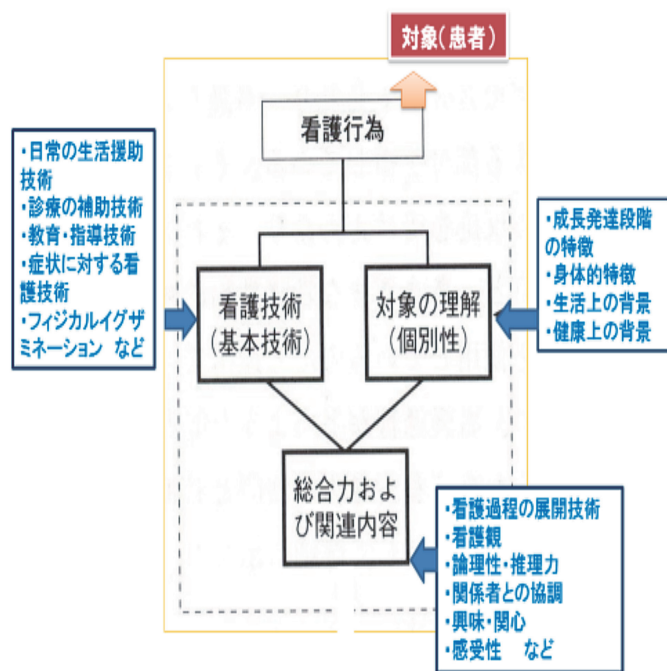 対象(患者)
看護行為
・日常の生活援助
技術
・診療の補助技術
・教育・指導技術
・症状に対する看
護技術
・フィジカルイグザ
ミネーション など
看護技術
(基本技術)
対象の理解
(個別性)
・成長発達段階
の特徴
・身体的特徴
・生活上の背景
・健康上の背景
総合力およ
び関連内容
・看護過程の展開技術
・看護観
・論理性・推理力
・関係者との協調
・興味・関心
・感受性 など